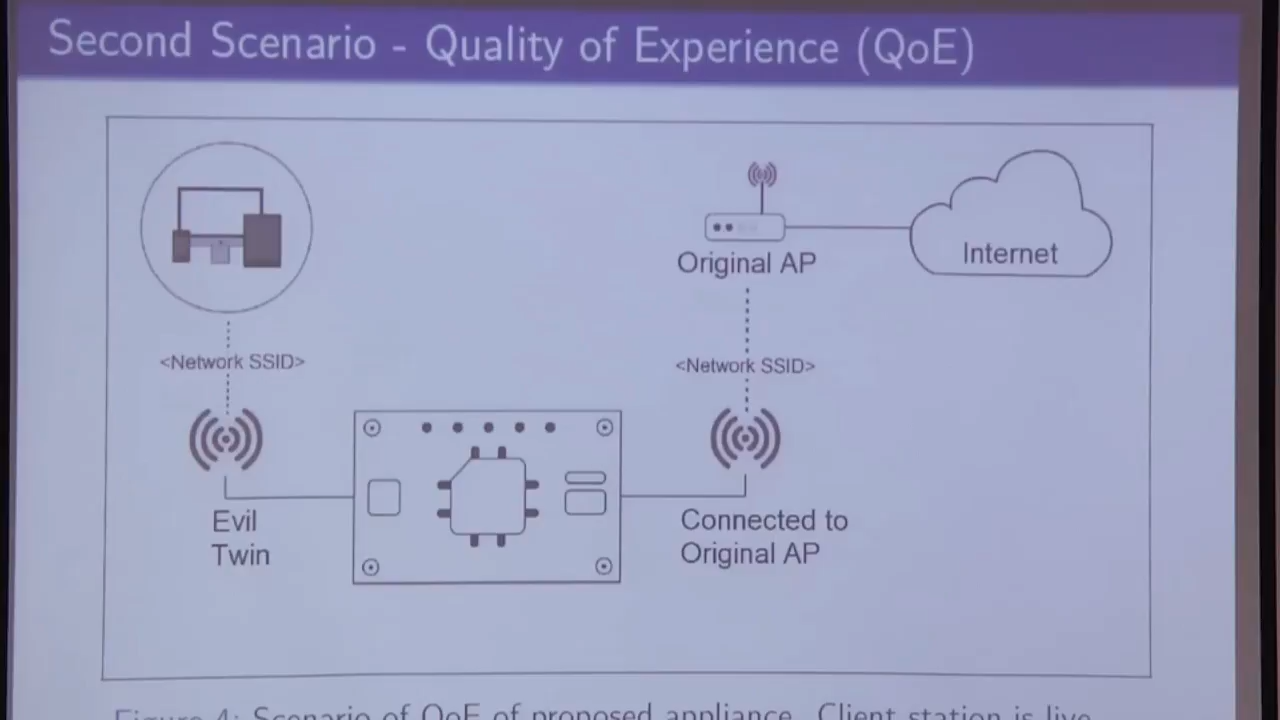 Second Scenario - Quality of Experience (QoE)
Original AP
Internet
<Network SSID>
<Network SSID>
Evil
Twin
Connected to
Original AP
Figure 4: Scenario of QoE of proposed appliance. Client station is live